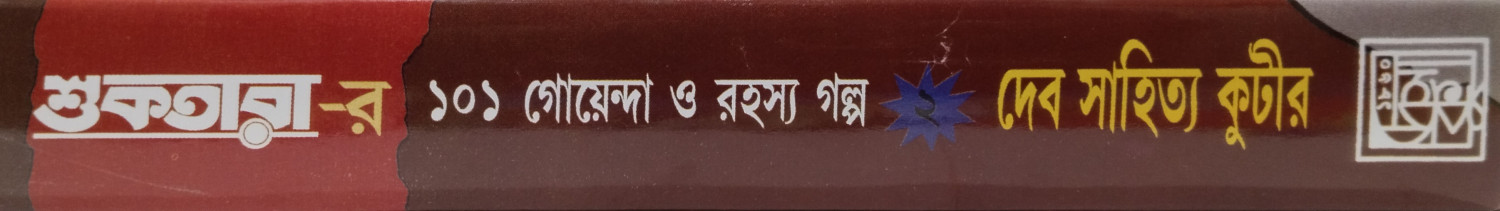 শুকতারা-র ১০১ গোয়েন্দা ও রহস্য গল্প ২ দেব সাহিত্য কুটীর